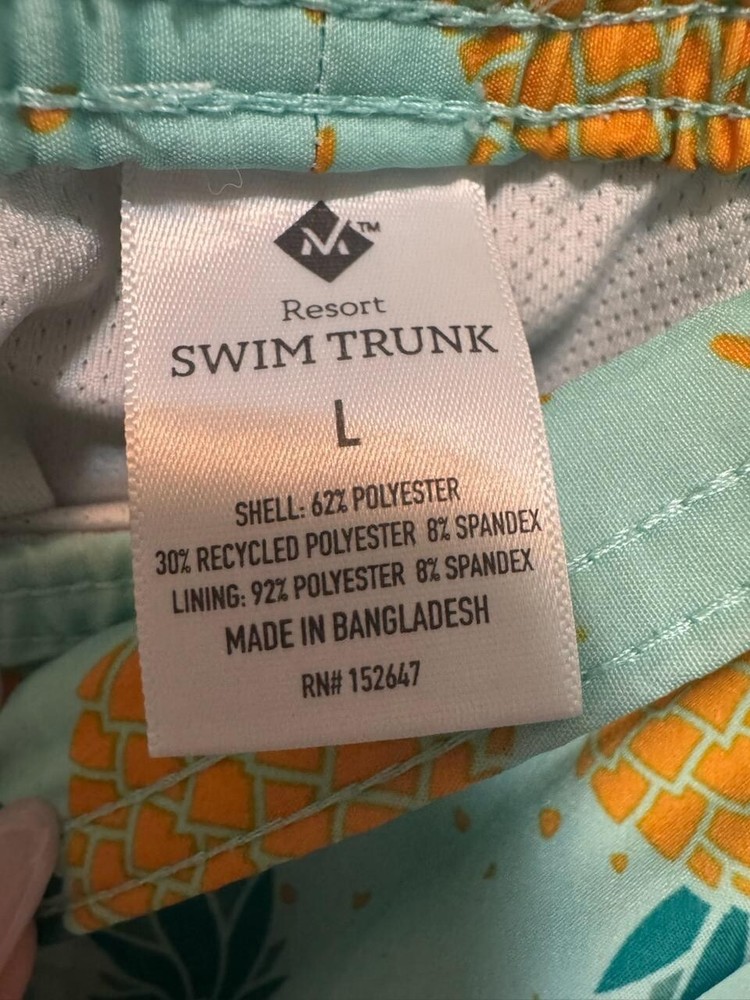 M™
Resort
SWIM TRUNK
L
SHELL: 62% POLYESTER
30% RECYCLED POLYESTER 8% SPANDEX
LINING: 92% POLYESTER 8% SPANDEX
MADE IN BANGLADESH
RN# 152647